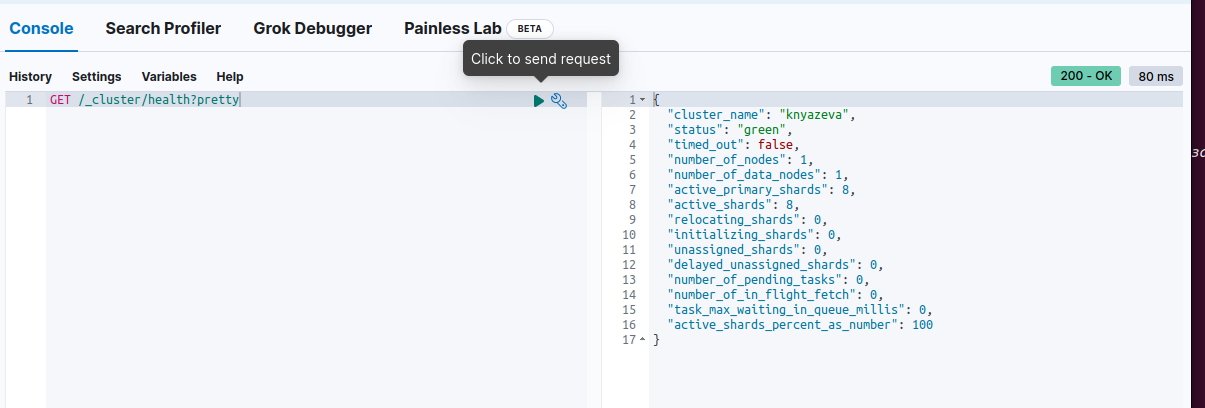 Console Search Profiler Grok Debugger Painless Lab BETA
Click to send request
History Settings Variables Help 200 - OK 80 ms
1 GET /_cluster/health?pretty
1 {
2 "cluster_name": "knyazeva",
3 "status": "green",
4 "timed_out": false,
5 "number_of_nodes": 1,
6 "number_of_data_nodes": 1,
7 "active_primary_shards": 8,
8 "active_shards": 8,
9 "relocating_shards": 0,
10 "initializing_shards": 0,
11 "unassigned_shards": 0,
12 "delayed_unassigned_shards": 0,
13 "number_of_pending_tasks": 0,
14 "number_of_in_flight_fetch": 0,
15 "task_max_waiting_in_queue_millis": 0,
16 "active_shards_percent_as_number": 100
17 }